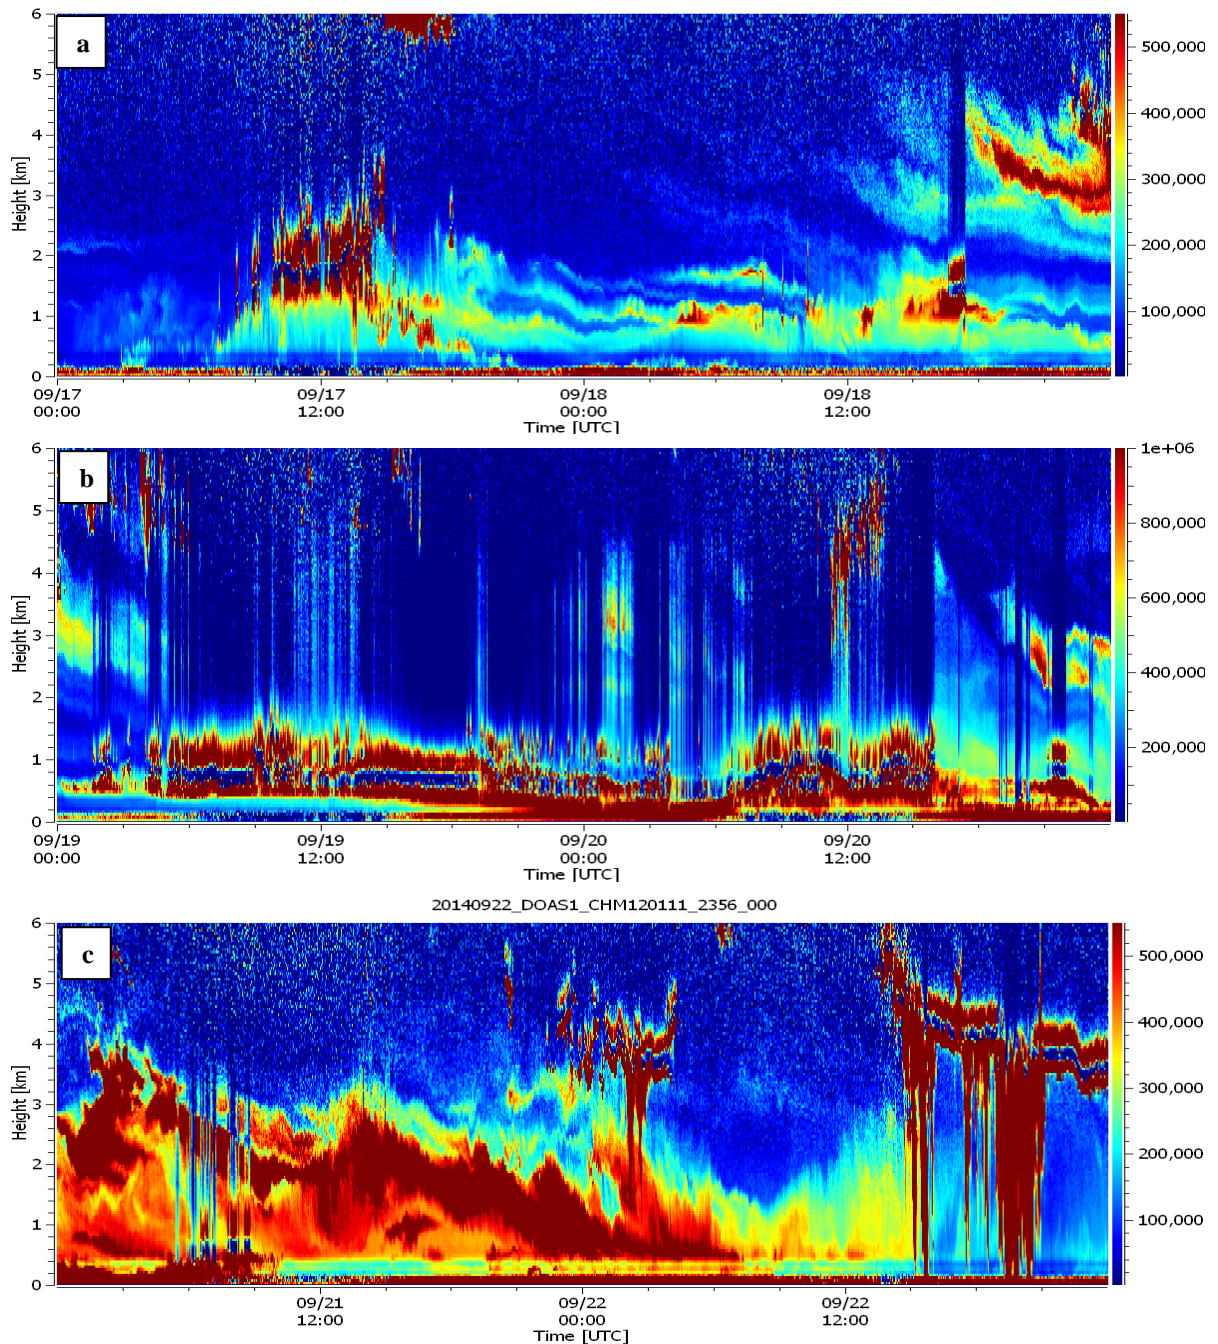 a
6
5
4
3
2
1
0
Height [km]
500,000
400,000
300,000
200,000
100,000
09/17 09/17 09/18 09/18
00:00 12:00 00:00 12:00
Time [UTC]
b
6
5
4
3
2
1
0
Height [km]
1e+06
800,000
600,000
400,000
200,000
09/19 09/19 09/20 09/20
00:00 12:00 00:00 12:00
Time [UTC]
20140922_DOAS1_CHM120111_2356_000
c
6
5
4
3
2
1
0
Height [km]
500,000
400,000
300,000
200,000
100,000
09/21 09/22 09/22
12:00 00:00 12:00
Time [UTC]